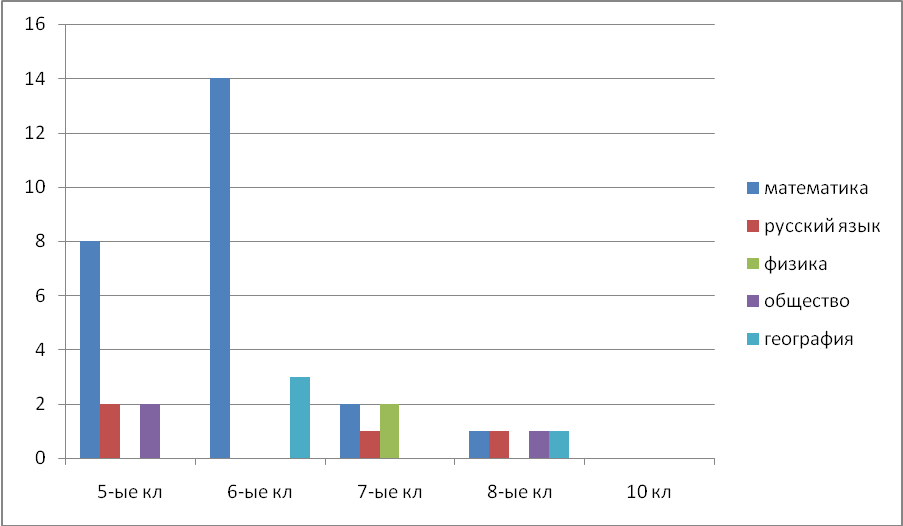 16
14
12
10
8
6
4
2
0
5-ые кл 6-ые кл 7-ые кл 8-ые кл 10 кл
математика
русский язык
физика
общество
география